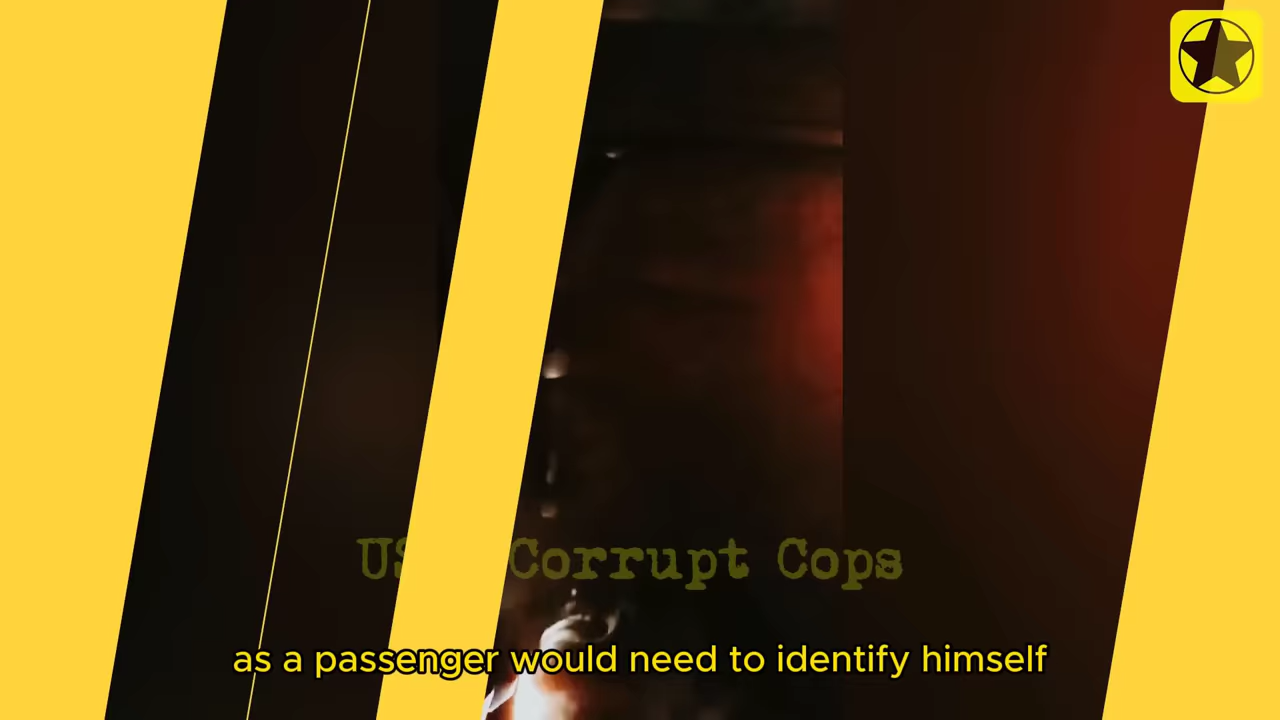 US Corrupt Cops
as a passenger would need to identify himself